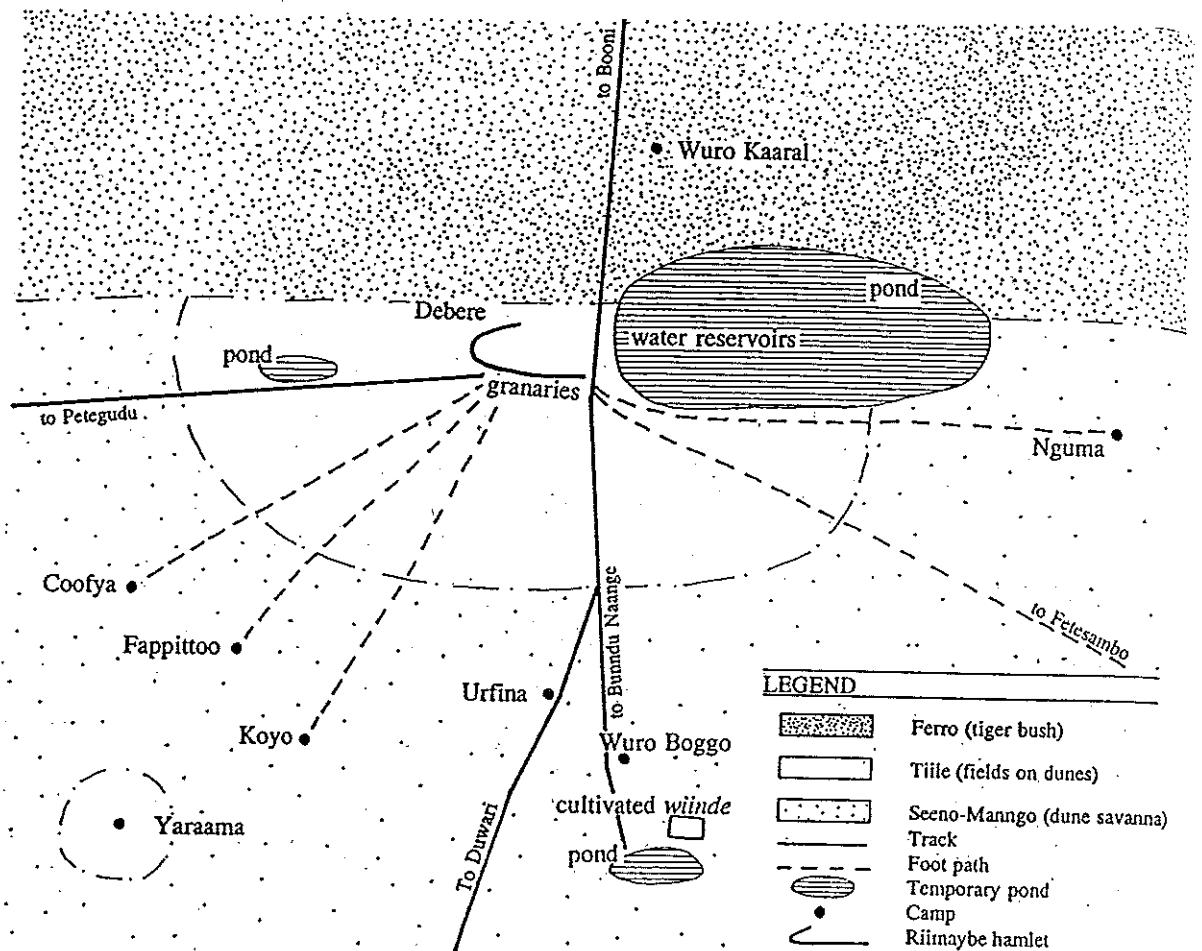 to Booni
Wuro Kaaral
pond
Debere
water reservoirs
pond
granaries
to Petegudu
Nguma
Coofya
to Bunndu Naange
Fappittoo
to Fetesambo
Urfina
Koyo
Wuro Boggo
cultivated wiinde
Yaraama
pond
To Duwari
LEGEND
Ferro (tiger bush)
Tiile (fields on dunes)
Seeno-Manngo (dune savanna)
Track
Foot path
Temporary pond
Camp
Riimaybe hamlet